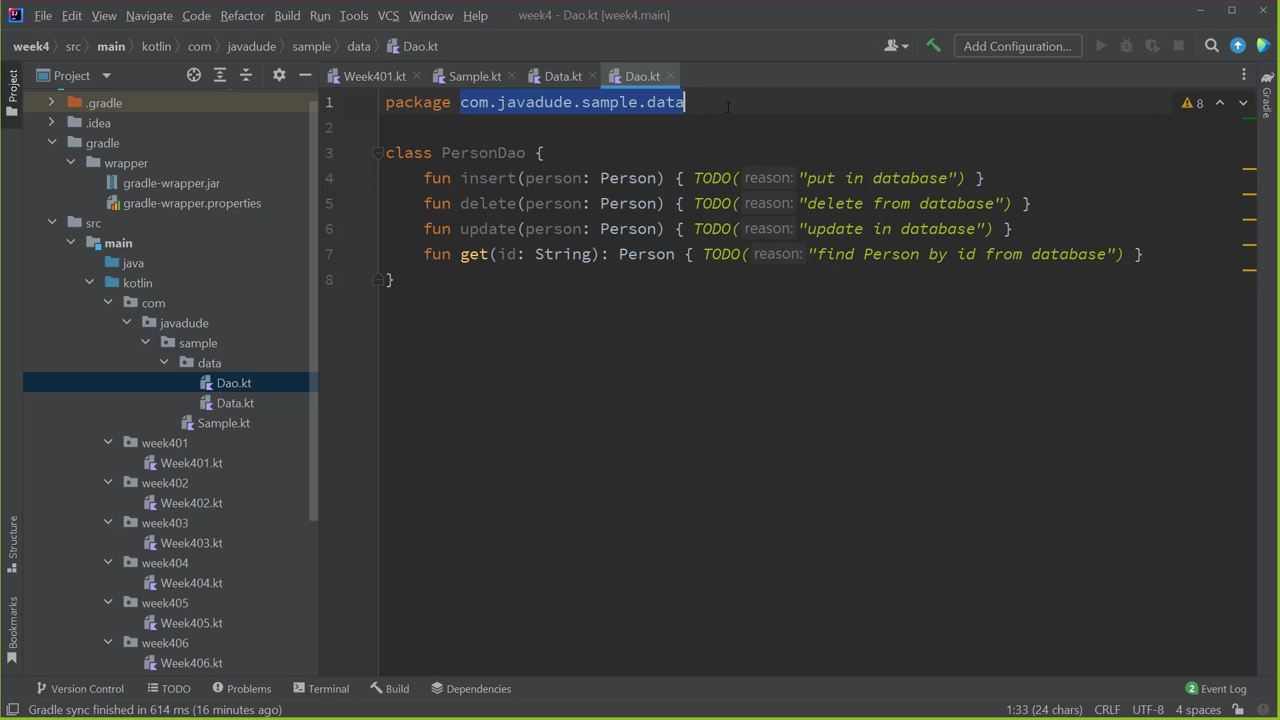 File Edit View Navigate Code Refactor Build Run Tools VCS Window Help week4 - Dao.kt [week4.main]
week4 src main kotlin com javadude sample data Dao.kt Add Configuration...
Project Week401.kt Sample.kt Data.kt Dao.kt
Project
Gradle
Structure
Bookmarks
.gradle
.idea
gradle
wrapper
gradle-wrapper.jar
gradle-wrapper.properties
src
main
java
kotlin
com
javadude
sample
data
Dao.kt
Data.kt
Sample.kt
week401
Week401.kt
week402
Week402.kt
week403
Week403.kt
week404
Week404.kt
week405
Week405.kt
week406
Week406.kt
1 package com.javadude.sample.data 8
2
3 class PersonDao {
4 fun insert(person: Person) { TODO( reason: "put in database") }
5 fun delete(person: Person) { TODO( reason: "delete from database") }
6 fun update(person: Person) { TODO( reason: "update in database") }
7 fun get(id: String): Person { TODO( reason: "find Person by id from database") }
8 }
Version Control TODO Problems Terminal Build Dependencies 2 Event Log
Gradle sync finished in 614 ms (16 minutes ago) 1:33 (24 chars) CRLF UTF-8 4 spaces